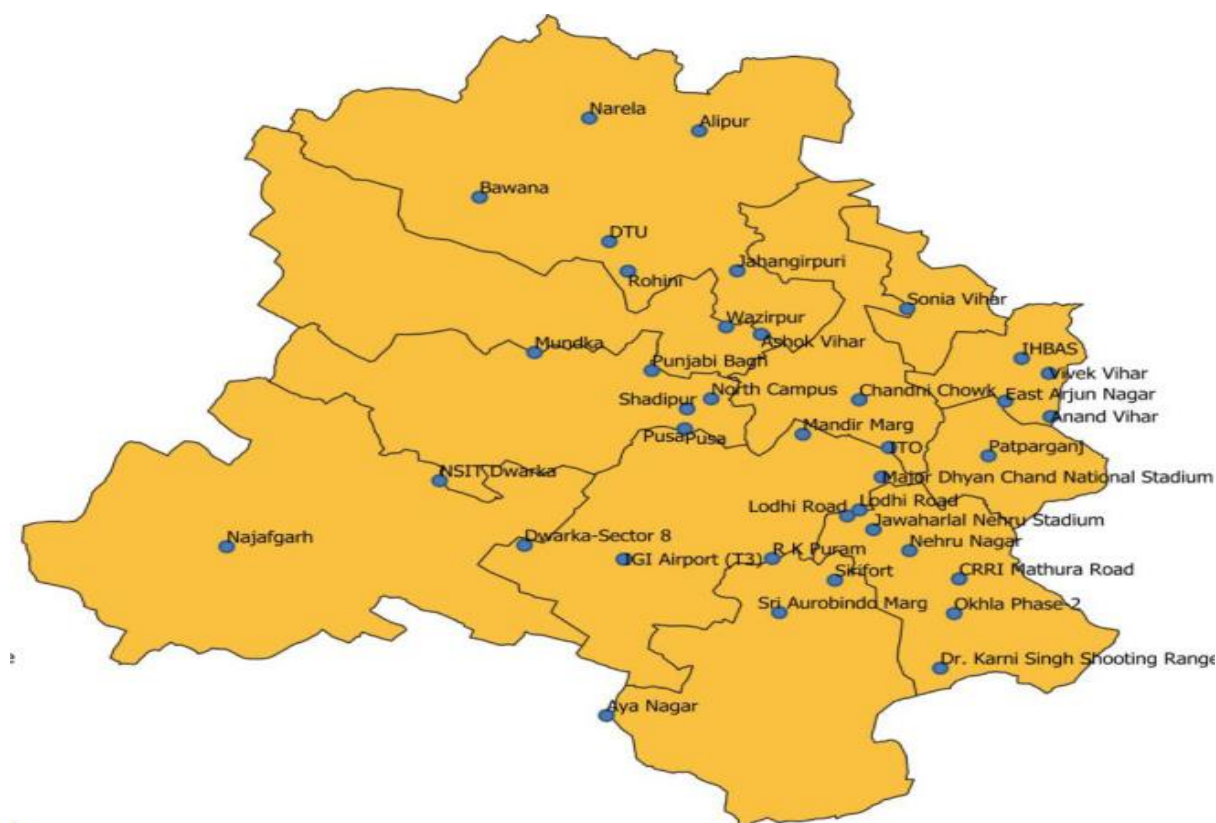 Narela
Alipur
Bawana
DTU
Jahangirpuri
Rohini
Sonia Vihar
Wazirpur
Ashok Vihar
Mundka
IHBAS
Punjabi Bagh
Vivek Vihar
North Campus
Chandni Chowk
East Arjun Nagar
Shadipur
Anand Vihar
Mandir Marg
Pusa
Pusa
ITO
Patparganj
NSIT Dwarka
Major Dhyan Chand National Stadium
Lodhi Road
Lodhi Road
Jawaharlal Nehru Stadium
Najafgarh
Dwarka-Sector 8
IGI Airport (T3)
R K Puram
Nehru Nagar
Sirifort
CRRI Mathura Road
Sri Aurobindo Marg
Okhla Phase-2
Dr. Karni Singh Shooting Range
e
Aya Nagar